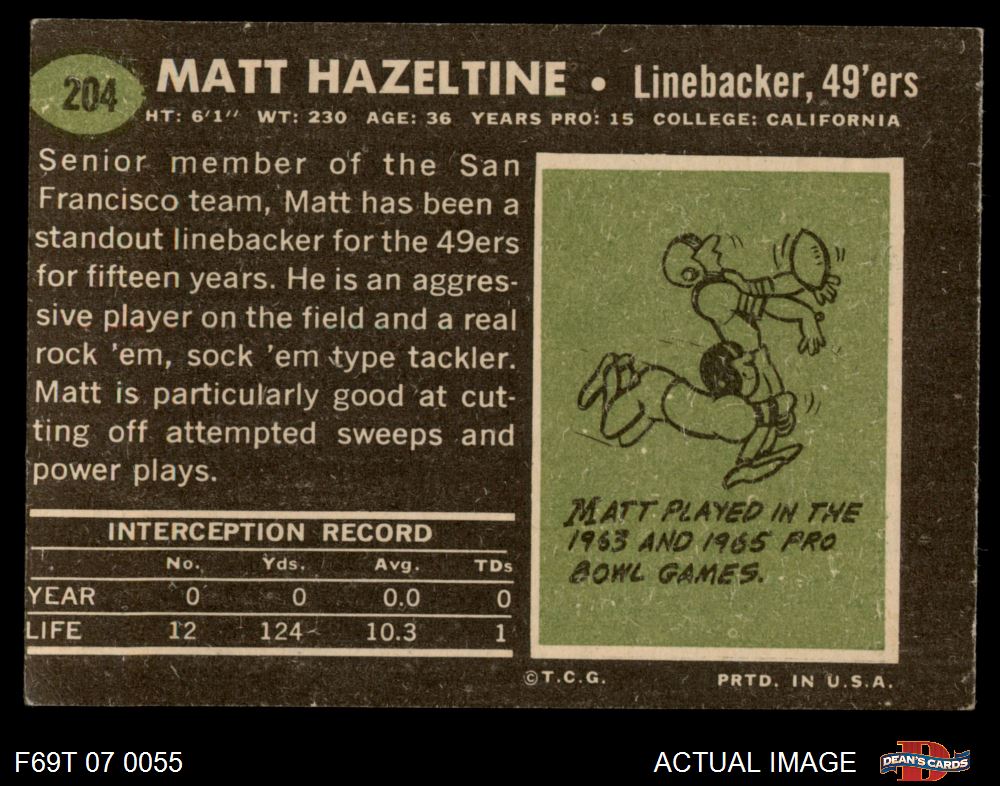 204
MATT HAZELTINE • Linebacker, 49'ers
HT: 6'1" WT: 230 AGE: 36 YEARS PRO: 15 COLLEGE: CALIFORNIA
Senior member of the San
Francisco team, Matt has been a
standout linebacker for the 49ers
for fifteen years. He is an aggres-
sive player on the field and a real
rock 'em, sock 'em type tackler.
Matt is particularly good at cut-
ting off attempted sweeps and
power plays.
INTERCEPTION RECORD
No. Yds. Avg. TDs
YEAR 0 0 0.0 0
LIFE 12 124 10.3 1
MATT PLAYED IN THE
1963 AND 1965 PRO
BOWL GAMES.
©T.C.G. PRTD. IN U.S.A.
F69T 07 0055 ACTUAL IMAGE
DEAN'S CARDS